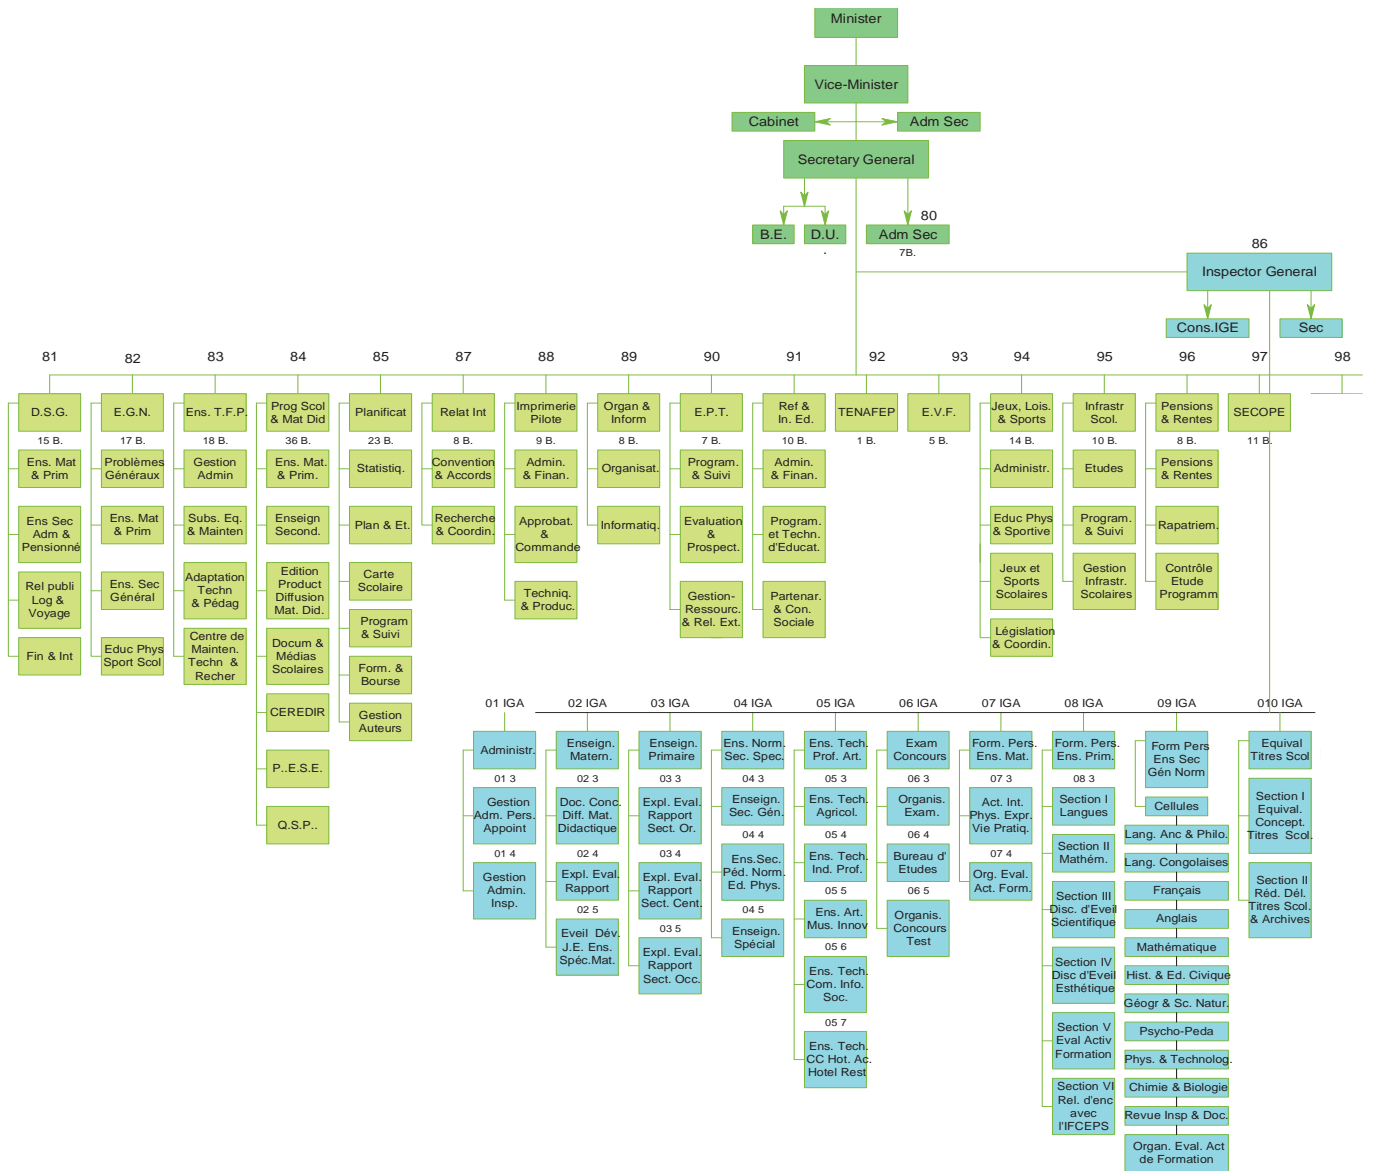 Minister
Vice-Minister
Cabinet
Adm Sec
Secretary General
80
B.E.
D.U.
.
Adm Sec
7B.
86
Inspector General
Cons.IGE
Sec
81
82
83
84
85
87
88
89
90
91
92
93
94
95
96
97
98
D.S.G.
15 B.
Ens. Mat
& Prim
Ens Sec
Adm &
Pensionné
Rel publi
Log &
Voyage
Fin & Int
E.G.N.
17 B.
Problèmes
Généraux
Ens. Mat
& Prim
Ens. Sec
Général
Educ Phys
Sport Scol
Ens. T.F.P.
18 B.
Gestion
Admin
Subs. Eq.
& Mainten
Adaptation
Techn
& Pédag
Centre de
Mainten.
Techn &
Recher
Prog Scol
& Mat Did
36 B.
Ens. Mat.
& Prim.
Enseign
Second.
Edition
Product
Diffusion
Mat. Did.
Docum &
Médias
Scolaires
CEREDIR
P..E.S.E.
Q.S.P..
Planificat
23 B.
Statistiq.
Plan & Et.
Carte
Scolaire
Program
& Suivi
Form. &
Bourse
Gestion
Auteurs
Relat Int
8 B.
Convention
& Accords
Recherche
& Coordin.
Imprimerie
Pilote
9 B.
Admin.
& Finan.
Approbat.
&
Commande
Techniq.
& Produc.
Organ &
Inform
8 B.
Organisat.
Informatiq.
E.P.T.
7 B.
Program.
& Suivi
Evaluation
&
Prospect.
Gestion-
Ressourc.
& Rel. Ext.
Ref &
In. Ed.
10 B.
Admin.
& Finan.
Program.
et Techn.
d'Educat.
Partenar.
& Con.
Sociale
TENAFEP
1 B.
E.V.F.
5 B.
Jeux, Lois.
& Sports
14 B.
Administr.
Educ Phys
& Sportive
Jeux et
Sports
Scolaires
Législation
& Coordin.
Infrastr
Scol.
10 B.
Etudes
Program.
& Suivi
Gestion
Infrastr.
Scolaires
Pensions
& Rentes
8 B.
Pensions
& Rentes
Rapatriem.
Contrôle
Etude
Programm
SECOPE
11 B.
01 IGA
02 IGA
03 IGA
04 IGA
05 IGA
06 IGA
07 IGA
08 IGA
09 IGA
010 IGA
Administr.
01 3
Gestion
Adm. Pers.
Appoint
01 4
Gestion
Admin.
Insp.
Enseign.
Matern.
02 3
Doc. Conc.
Diff. Mat.
Didactique
02 4
Expl. Eval.
Rapport
02 5
Eveil Dév.
J.E. Ens.
Spéc.Mat.
Enseign.
Primaire
03 3
Expl. Eval.
Rapport
Sect. Or.
03 4
Expl. Eval.
Rapport
Sect. Cent.
03 5
Expl. Eval.
Rapport
Sect. Occ.
Ens. Norm.
Sec. Spec.
04 3
Enseign.
Sec. Gén.
04 4
Ens.Sec.
Péd. Norm.
Ed. Phys.
04 5
Enseign.
Spécial
Ens. Tech.
Prof. Art.
05 3
Ens. Tech.
Agricol.
05 4
Ens. Tech.
Ind. Prof.
05 5
Ens. Art.
Mus. Innov
05 6
Ens. Tech.
Com. Info.
Soc.
05 7
Ens. Tech.
CC Hot. Ac.
Hotel Rest
Exam
Concours
06 3
Organis.
Exam.
06 4
Bureau d'
Etudes
06 5
Organis.
Concours
Test
Form. Pers.
Ens. Mat.
07 3
Act. Int.
Phys. Expr.
Vie Pratiq.
07 4
Org. Eval.
Act. Form.
Form. Pers.
Ens. Prim.
08 3
Section I
Langues
Section II
Mathém.
Section III
Disc. d'Eveil
Scientifique
Section IV
Disc d'Eveil
Esthétique
Section V
Eval Activ
Formation
Section VI
Rel. d'enc
avec
l'IFCEPS
Form Pers
Ens Sec
Gén Norm
Cellules
Lang. Anc & Philo.
Lang. Congolaises
Français
Anglais
Mathématique
Hist. & Ed. Civique
Géogr & Sc. Natur.
Psycho-Peda
Phys. & Technolog.
Chimie & Biologie
Revue Insp & Doc.
Organ. Eval. Act
de Formation
Equival
Titres Scol
Section I
Equival.
Concept.
Titres Scol.
Section II
Réd. Dél.
Titres Scol.
& Archives